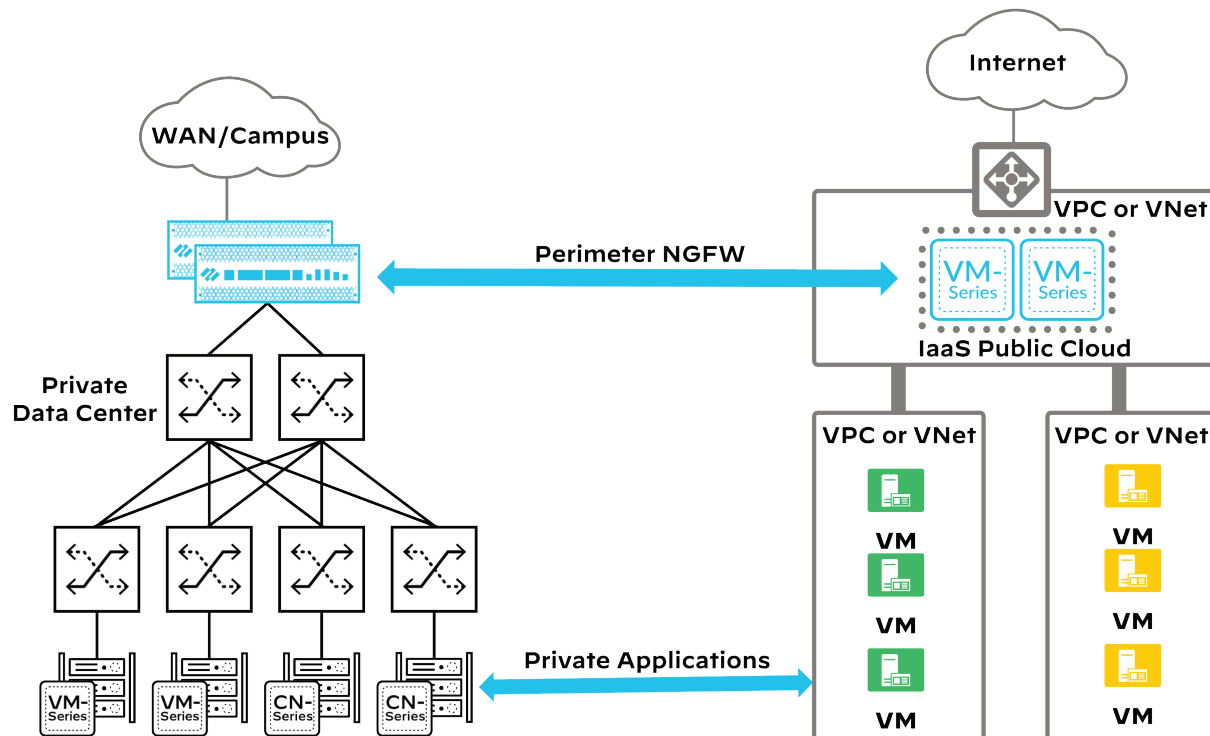 Internet
WAN/Campus
VPC or VNet
Perimeter NGFW
VM-
Series
VM-
Series
IaaS Public Cloud
Private
Data Center
VPC or VNet
VPC or VNet
VM
VM
VM
VM
Private Applications
VM-
Series
VM-
Series
CN-
Series
CN-
Series
VM
VM